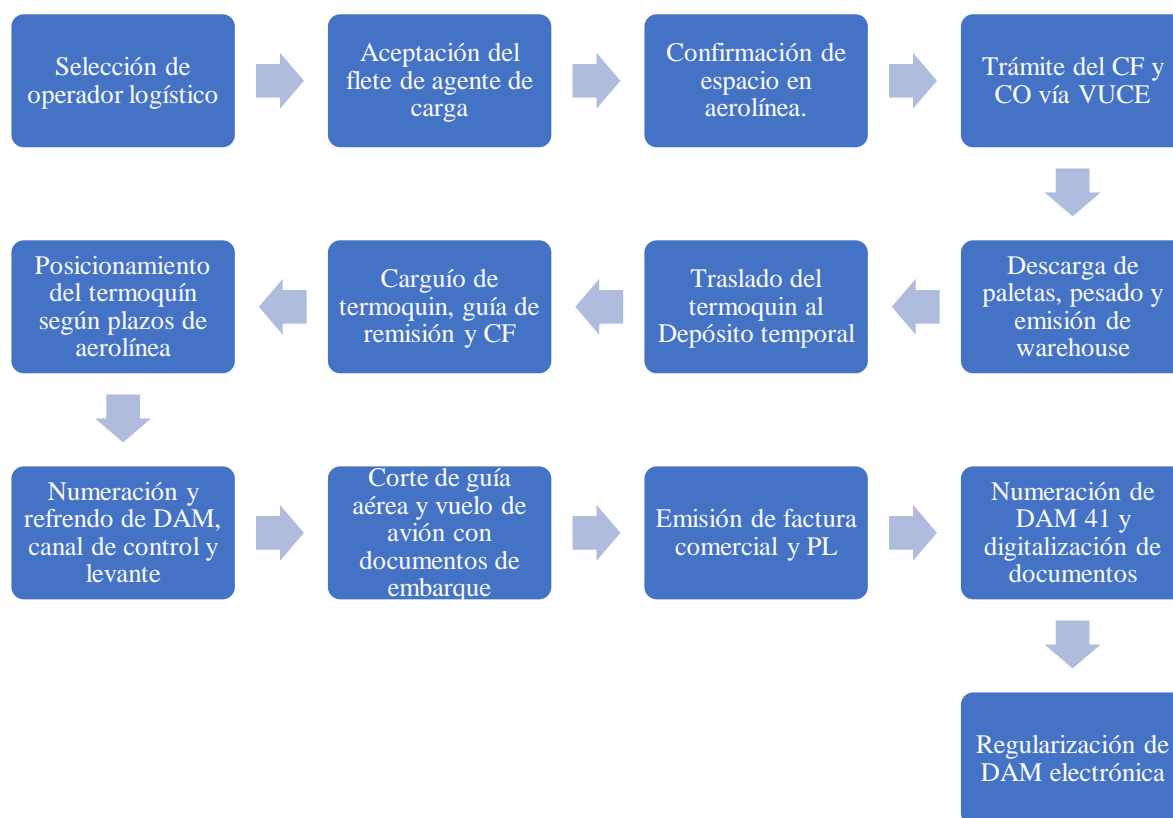 Selección de
operador logístico
Aceptación del
flete de agente de
carga
Confirmación de
espacio en
aerolínea.
Trámite del CF y
CO vía VUCE
Descarga de
paletas, pesado y
emisión de
warehouse
Traslado del
termoquin al
Depósito temporal
Carguío de
termoquin, guía de
remisión y CF
Posicionamiento
del termoquín
según plazos de
aerolínea
Numeración y
refrendo de DAM,
canal de control y
levante
Corte de guía
aérea y vuelo de
avión con
documentos de
embarque
Emisión de factura
comercial y PL
Numeración de
DAM 41 y
digitalización de
documentos
Regularización de
DAM electrónica